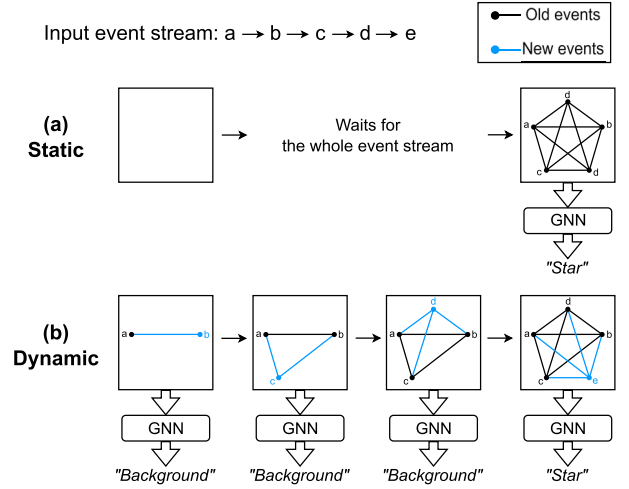 Input event stream: a → b → c → d → e
Old events
New events
(a)
Static
Waits for
the whole event stream
d
a
b
c
d
GNN
"Star"
(b)
Dynamic
a
b
a
b
c
d
a
b
c
d
a
b
c
e
GNN
GNN
GNN
GNN
"Background"
"Background"
"Background"
"Star"